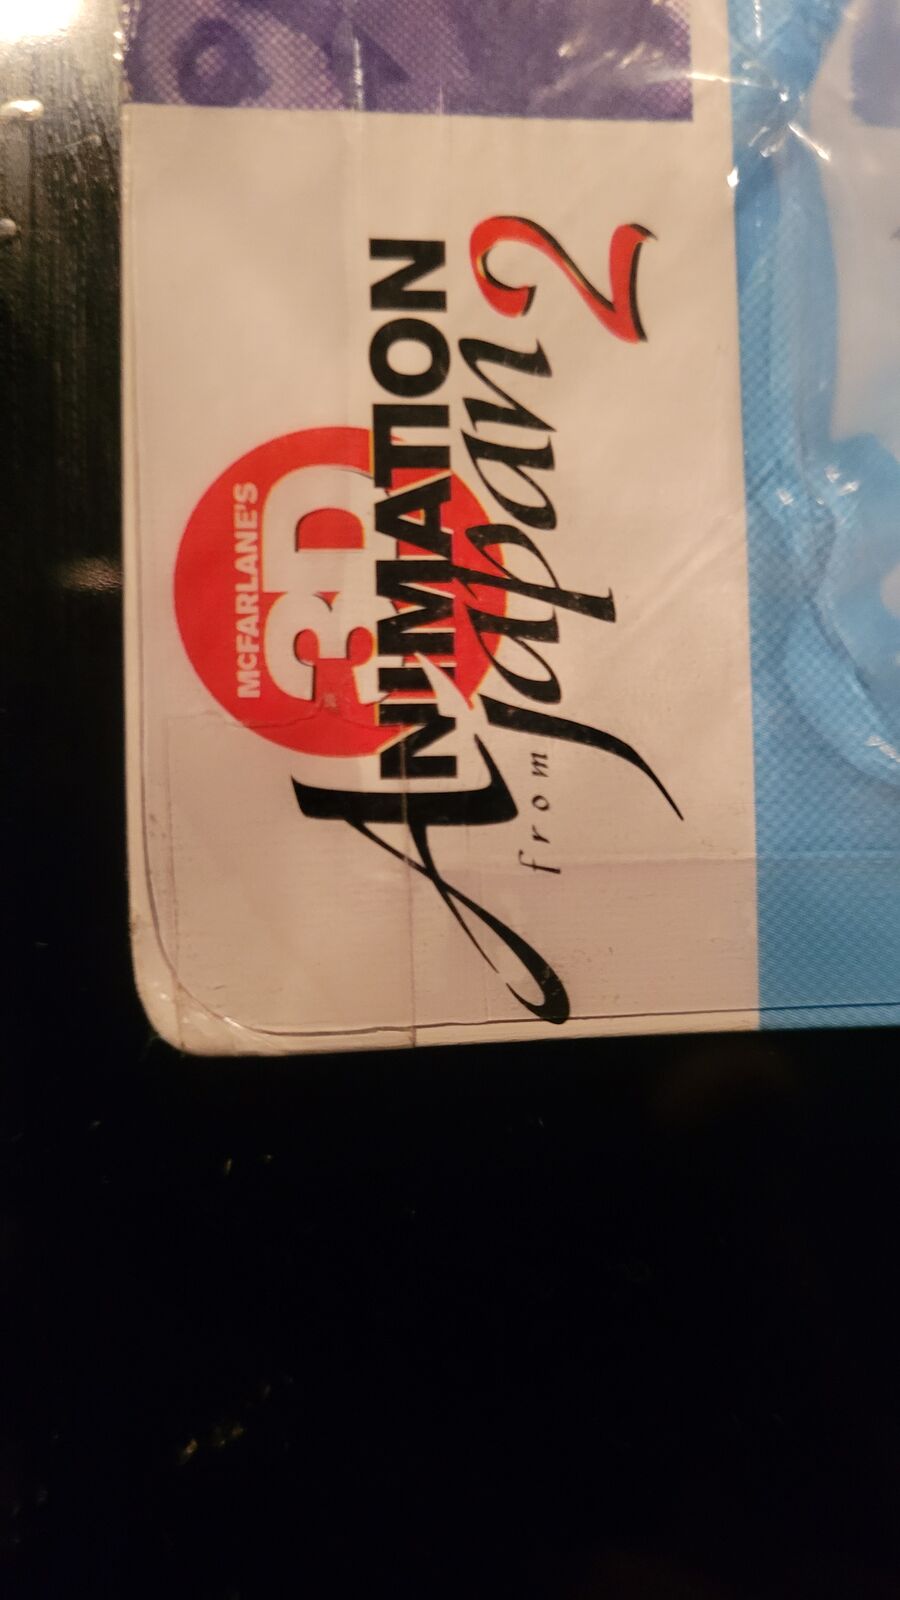 McFARLANE'S
3D
ANIMATION
from Japan 2